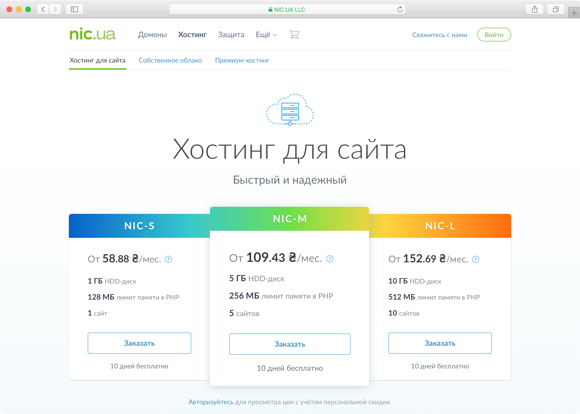 NIC.UA LLC
nic.ua Домены Хостинг Защита Ещё Свяжитесь с нами Войти
Хостинг для сайта Собственное облако Премиум-хостинг
Хостинг для сайта
Быстрый и надежный
NIC-S
От 58.88 ₴/мес. ?
1 ГБ HDD-диск
128 МБ лимит памяти в PHP
1 сайт
Заказать
10 дней бесплатно
NIC-M
От 109.43 ₴/мес. ?
5 ГБ HDD-диск
256 МБ лимит памяти в PHP
5 сайтов
Заказать
10 дней бесплатно
NIC-L
От 152.69 ₴/мес. ?
10 ГБ HDD-диск
512 МБ лимит памяти в PHP
10 сайтов
Заказать
10 дней бесплатно
Авторизуйтесь для просмотра цен с учётом персональной скидки.